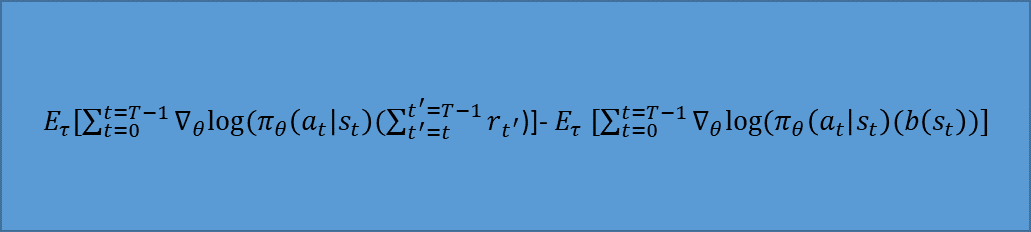 E_τ[∑_{t=0}^{t=T−1} ∇_θ log(π_θ(a_t|s_t)(∑_{t′=t}^{t′=T−1} r_{t′})]- E_τ [∑_{t=0}^{t=T−1} ∇_θ log(π_θ(a_t|s_t)(b(s_t))]